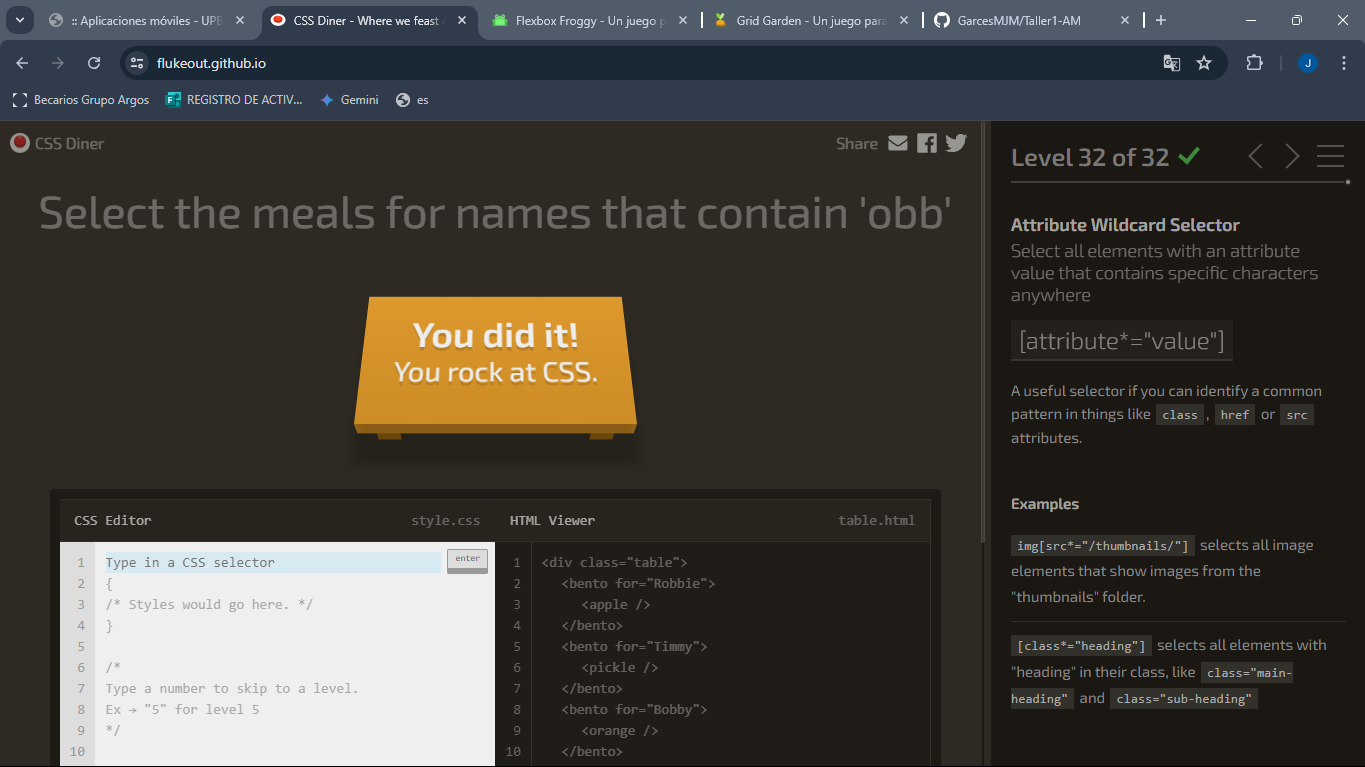 :: Aplicaciones móviles - UPB
CSS Diner - Where we feast
Flexbox Froggy - Un juego p
Grid Garden - Un juego para
GarcesMJM/Taller1-AM
flukeout.github.io
J
Becarios Grupo Argos
REGISTRO DE ACTIV...
Gemini
es
CSS Diner
Share
Select the meals for names that contain 'obb'
You did it!
You rock at CSS.
CSS Editor
style.css
enter
1 Type in a CSS selector
2 {
3 /* Styles would go here. */
4 }
5
6 /*
7 Type a number to skip to a level.
8 Ex → "5" for level 5
9 */
10
HTML Viewer
table.html
1 <div class="table">
2 <bento for="Robbie">
3 <apple />
4 </bento>
5 <bento for="Timmy">
6 <pickle />
7 </bento>
8 <bento for="Bobby">
9 <orange />
10 </bento>
Level 32 of 32
Attribute Wildcard Selector
Select all elements with an attribute
value that contains specific characters
anywhere
[attribute*="value"]
A useful selector if you can identify a common
pattern in things like class , href or src
attributes.
Examples
img[src*="/thumbnails/"] selects all image
elements that show images from the
"thumbnails" folder.
[class*="heading"] selects all elements with
"heading" in their class, like class="main-
heading" and class="sub-heading"